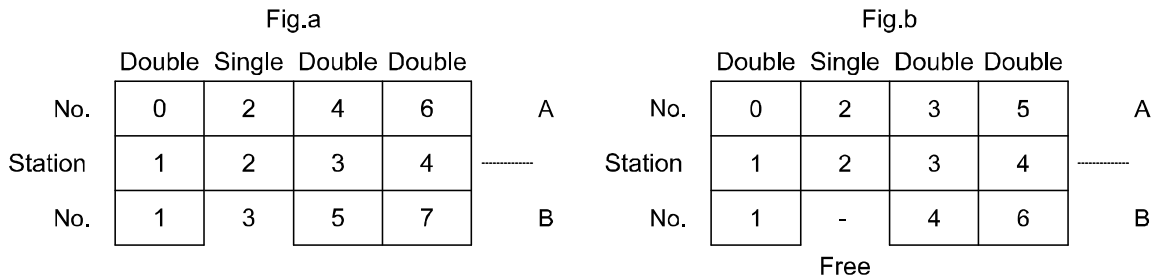 Fig.a
Double Single Double Double
No. 0 2 4 6 A
Station 1 2 3 4
No. 1 3 5 7 B
Fig.b
Double Single Double Double
No. 0 2 3 5 A
Station 1 2 3 4
No. 1 - 4 6 B
Free